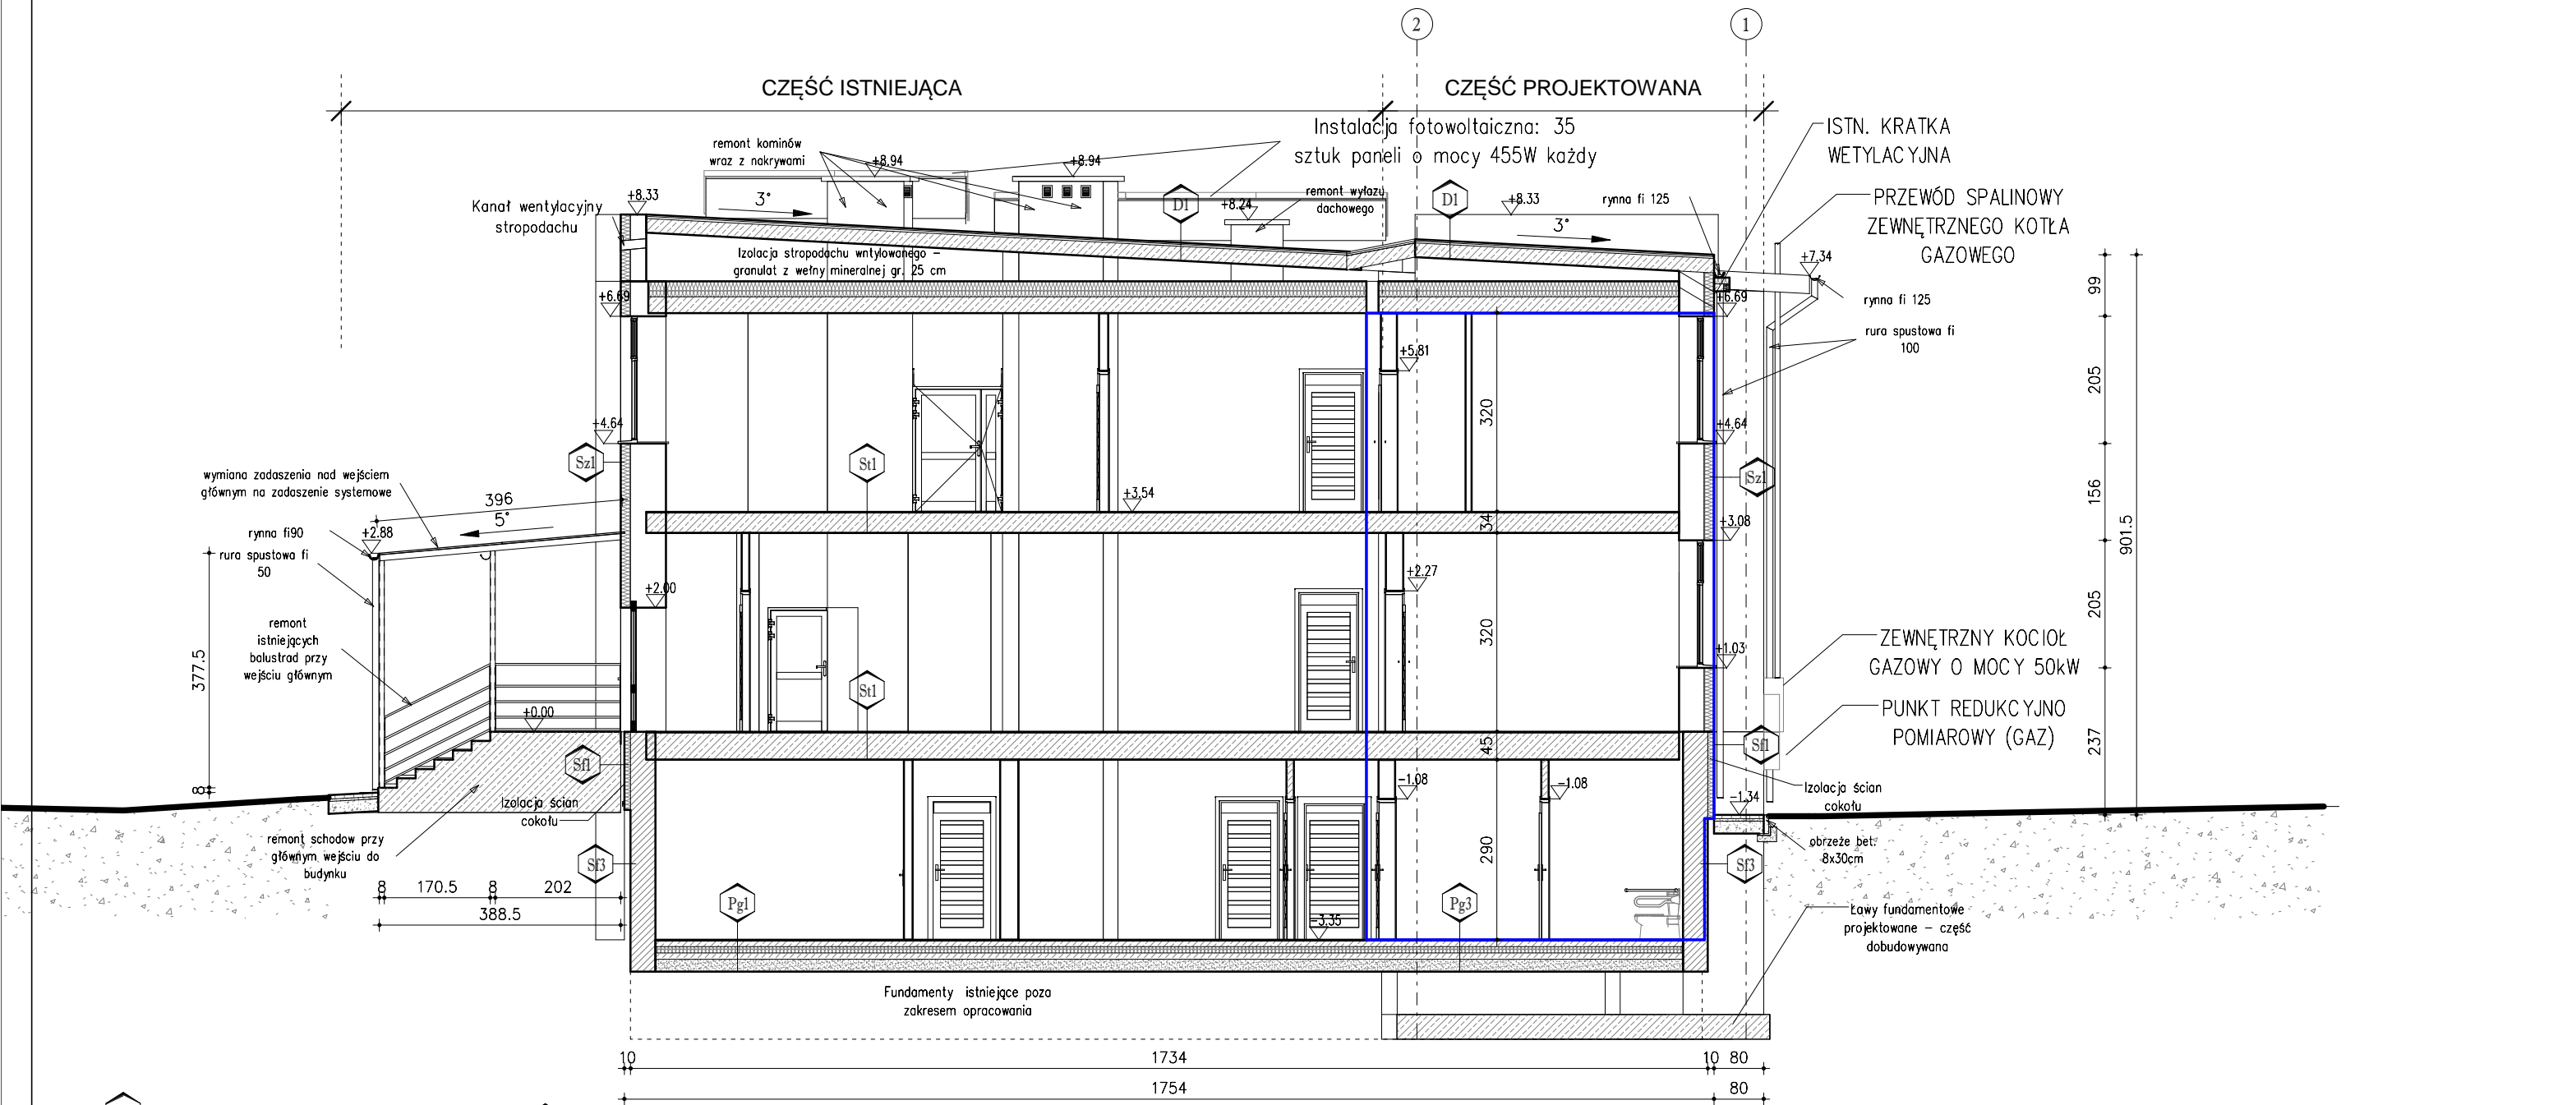 2
1
CZĘŚĆ ISTNIEJĄCA
CZĘŚĆ PROJEKTOWANA
Instalacja fotowoltaiczna: 35
sztuk paneli o mocy 455W każdy
ISTN. KRATKA
WETYLACYJNA
remont kominów
wraz z nakrywami
+8.94
+8.94
remont wyłazu
dachowego
PRZEWÓD SPALINOWY
ZEWNĘTRZNEGO KOTŁA
GAZOWEGO
Kanał wentylacyjny
stropodachu
+8.33
3°
D1
+8.24
D1
+8.33
rynna fi 125
3°
Izolacja stropodachu wntylowanego –
granulat z wełny mineralnej gr. 25 cm
+7.34
+6.69
+6.69
rynna fi 125
99
rura spustowa fi
100
+5.81
205
320
+4.64
+4.64
Sz1
St1
Sz1
wymiana zadaszenia nad wejściem
głównym na zadaszenie systemowe
396
5°
+3.54
156
34
+3.08
901.5
rynna fi90
+2.88
rura spustowa fi
50
+2.27
+2.00
205
remont
istniejących
balustrad przy
wejściu głównym
377.5
320
+1.03
ZEWNĘTRZNY KOCIOŁ
GAZOWY O MOCY 50kW
St1
+0.00
PUNKT REDUKCYJNO
POMIAROWY (GAZ)
45
237
Sf1
Sf1
-1.08
-1.08
8
Izolacja ścian
cokołu
Izolacja ścian
cokołu
-1.34
remont schodow przy
głównym wejściu do
budynku
Sf3
290
obrzeże bet.
8x30cm
Sf3
8
170.5
8
202
388.5
Pg1
-3.35
Pg3
Ławy fundamentowe
projektowane – część
dobudowywana
Fundamenty istniejące poza
zakresem opracowania
10
1734
10
80
1754
80